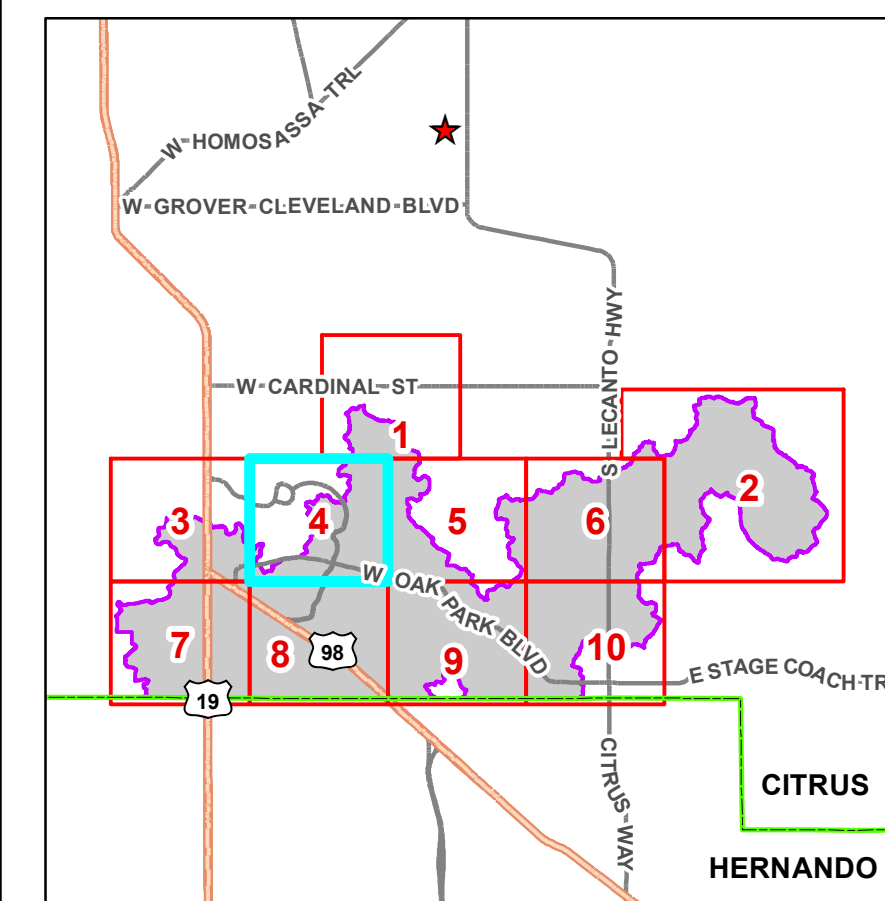 W HOMOSASSA TRL
W GROVER CLEVELAND BLVD
S LECANTO HWY
W CARDINAL ST
1
2
3
4
5
6
W OAK PARK BLVD
7
8
98
9
10
E STAGE COACH TR
19
CITRUS WAY
CITRUS
HERNANDO